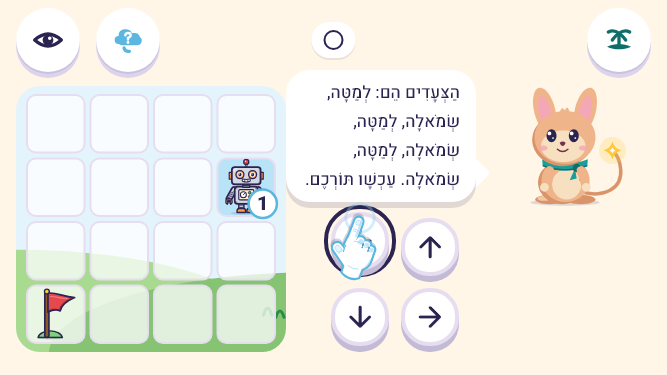 הַצְּעָדִים הֵם: לְמַטָּה,
שְׂמֹאלָה, לְמַטָּה,
שְׂמֹאלָה, לְמַטָּה,
שְׂמֹאלָה. עַכְשָׁו תּוֹרְכֶם.
1